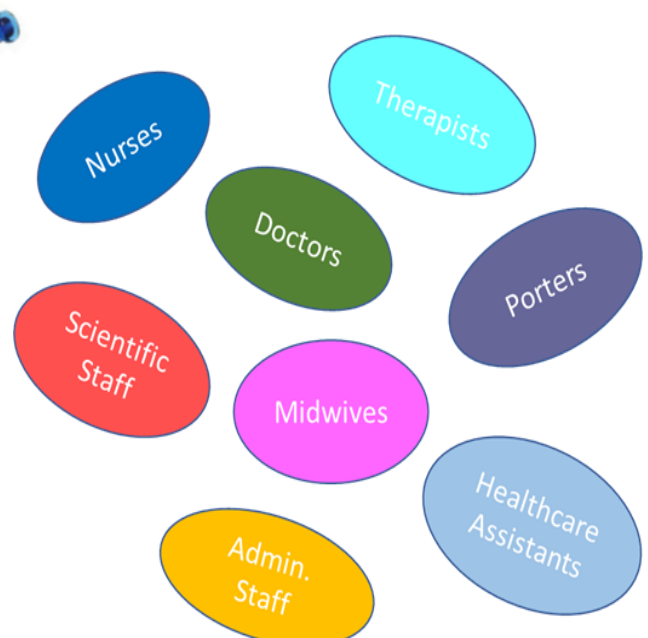 Therapists
Nurses
Doctors
Porters
Scientific
Staff
Midwives
Healthcare
Assistants
Admin.
Staff